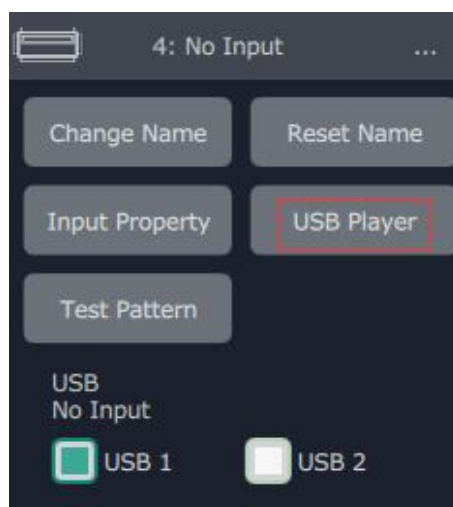 4: No Input ...
Change Name Reset Name
Input Property USB Player
Test Pattern
USB
No Input
USB 1 USB 2